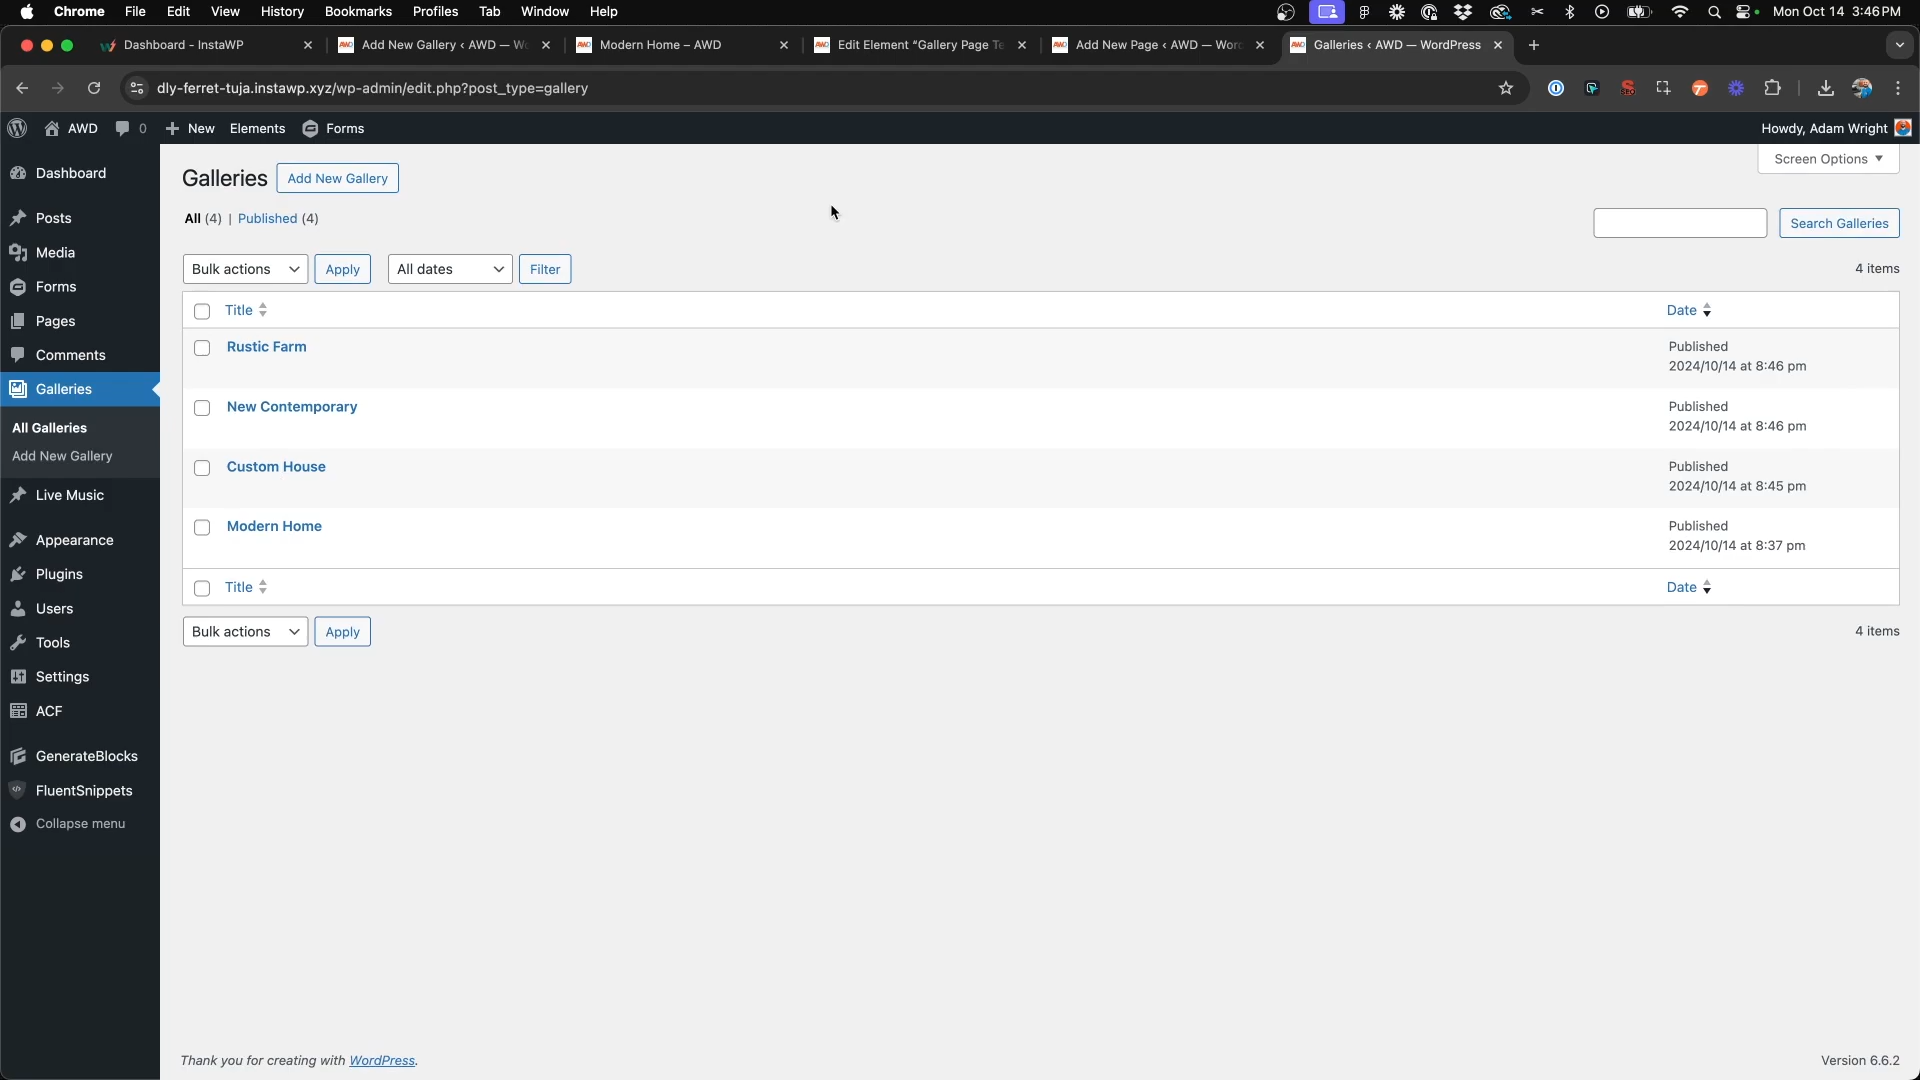 Chrome File Edit View History Bookmarks Profiles Tab Window Help Mon Oct 14 3:46 PM
Dashboard - InstaWP
Add New Gallery ‹ AWD — Wo
Modern Home – AWD
Edit Element “Gallery Page Te
Add New Page ‹ AWD — Word
Galleries ‹ AWD — WordPress
dly-ferret-tuja.instawp.xyz/wp-admin/edit.php?post_type=gallery
AWD 0 New Elements Forms Howdy, Adam Wright
Dashboard
Posts
Media
Forms
Pages
Comments
Galleries
All Galleries
Add New Gallery
Live Music
Appearance
Plugins
Users
Tools
Settings
ACF
GenerateBlocks
FluentSnippets
Collapse menu
Screen Options
Galleries Add New Gallery
All (4) | Published (4)
Search Galleries
Bulk actions Apply All dates Filter 4 items
Title Date
Rustic Farm Published
2024/10/14 at 8:46 pm
New Contemporary Published
2024/10/14 at 8:46 pm
Custom House Published
2024/10/14 at 8:45 pm
Modern Home Published
2024/10/14 at 8:37 pm
Title Date
Bulk actions Apply 4 items
Thank you for creating with WordPress. Version 6.6.2